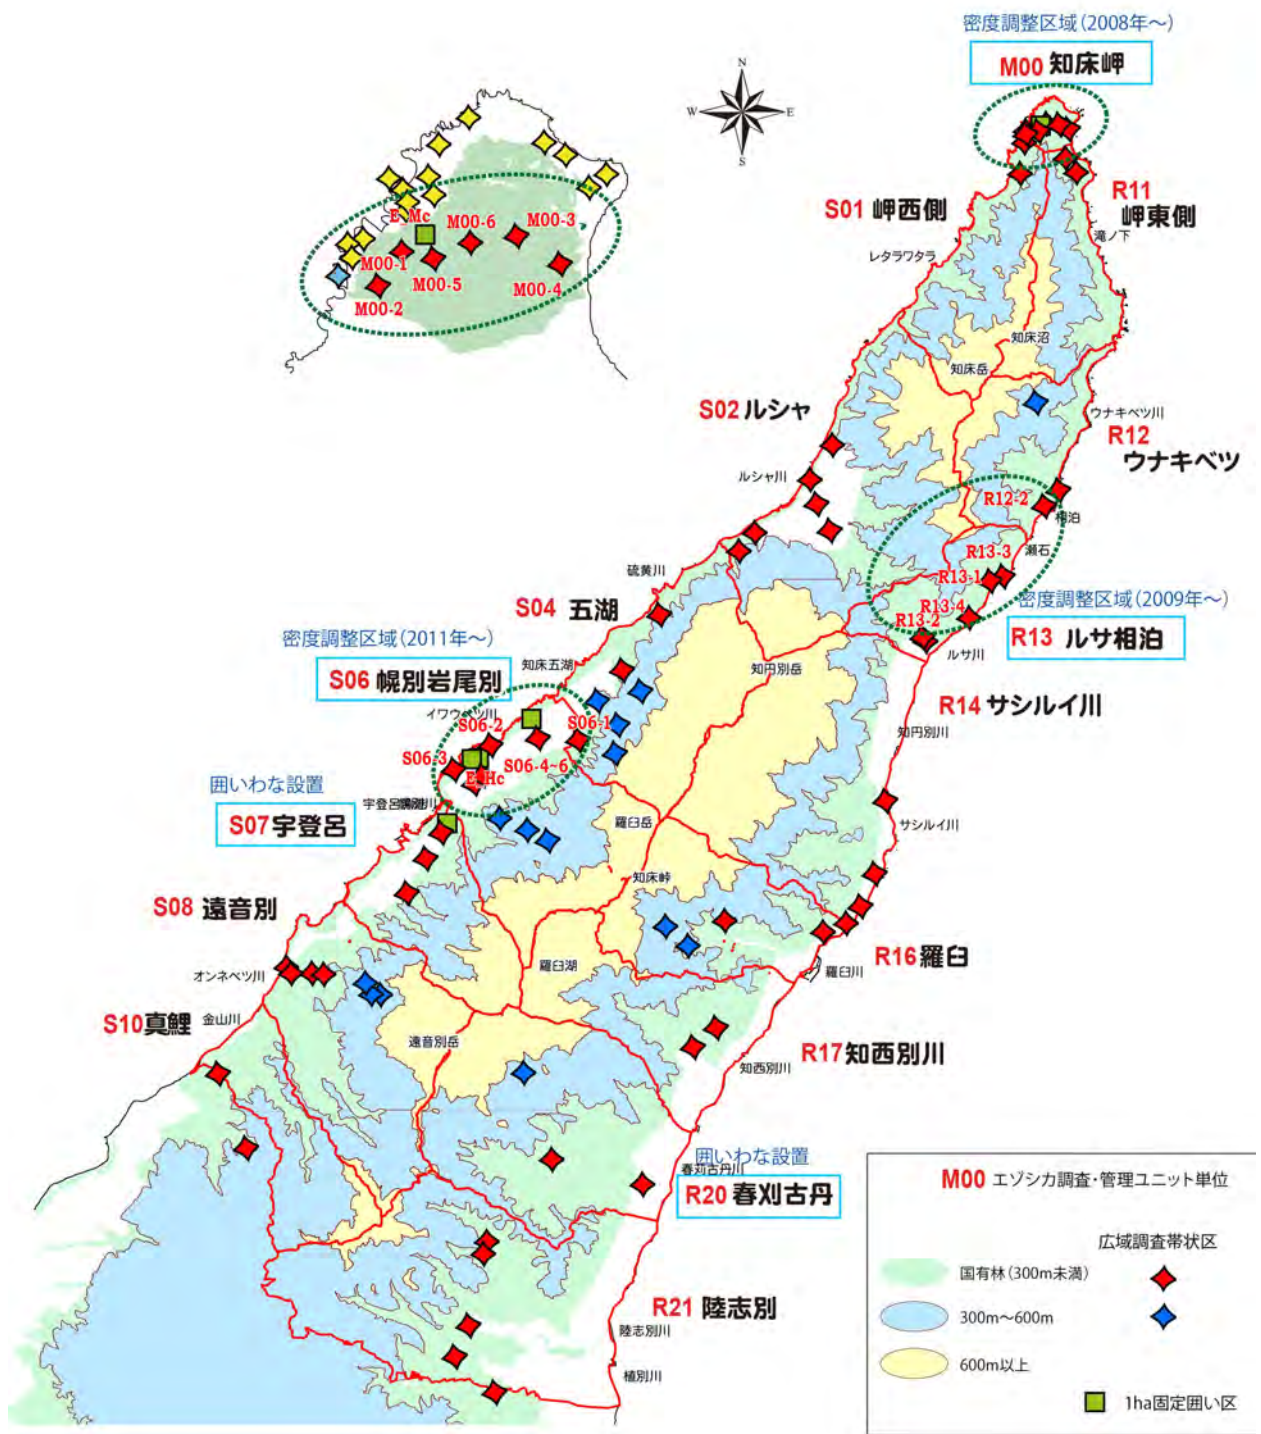 密度調整区域(2008年～)
M00 知床岬
N
W
E
S
E Mc
M00-6
M00-3
M00-1
M00-5
M00-4
M00-2
S01 岬西側
R11
岬東側
滝ノ下
レタラワタラ
知床沼
知床岳
S02 ルシャ
ウナキベツ川
R12
ウナキベツ
ルシャ川
R12-2
相泊
瀬石
R13-3
R13-1
硫黄川
R13-4
R13-2
密度調整区域(2009年～)
R13 ルサ相泊
ルサ川
S04 五湖
密度調整区域(2011年～)
知床五湖
知円別岳
S06 幌別岩尾別
R14 サシルイ川
知円別川
S06-1
S06-2
S06-3
S06-4~6
E Hc
囲いわな設置
S07 宇登呂
サシルイ川
羅臼岳
知床峠
S08 遠音別
R16 羅臼
羅臼川
羅臼湖
オンネベツ川
S10 真鯉
金山川
遠音別岳
R17 知西別川
知西別川
囲いわな設置
春刈古丹川
R20 春刈古丹
R21 陸志別
陸志別川
植別川
M00 エゾシカ調査・管理ユニット単位
広域調査帯状区
国有林(300m未満)
300m～600m
600m以上
1ha固定囲い区